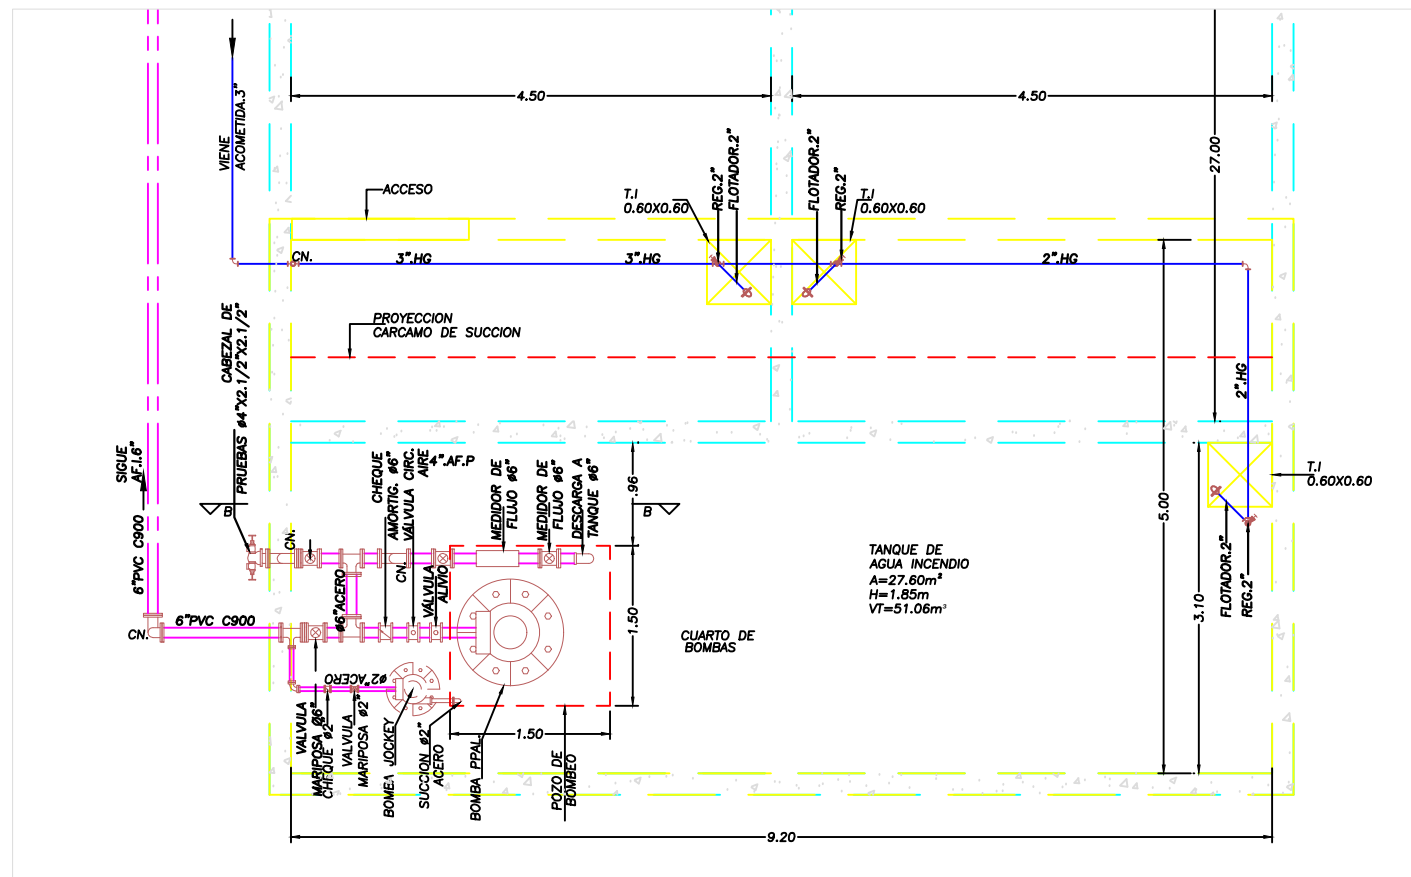 4.50
4.50
VIENE
ACOMETIDA.3"
27.00
ACCESO
T.I
0.60X0.60
REG.2"
FLOTADOR.2"
FLOTADOR.2"
REG.2"
T.I
0.60X0.60
CN.
3".HG
3".HG
2".HG
PROYECCION
CARCAMO DE SUCCION
CABEZAL DE
PRUEBAS ø4"X2.1/2"X2.1/2"
2".HG
SIGUE
AF.I.6"
CHEQUE
AMORTIG. ø6"
VÁLVULA CIRC.
AIRE
4".AF.P
MEDIDOR DE
FLUJO ø6"
MEDIDOR DE
FLUJO ø6"
DESCARGA A
TANQUE ø6"
.96
T.I
0.60X0.60
B
B
5.00
6"PVC C900
CN.
CN.
VÁLVULA
ALIVIO
ø6"ACERO
TANQUE DE
AGUA INCENDIO
A=27.60m²
H=1.85m
VT=51.06m³
FLOTADOR.2"
REG.2"
3.10
1.50
6"PVC C900
CN.
CUARTO DE
BOMBAS
ø2"ACERO
VALVULA
MARIPOSA Ø6"
CHEQUE ø2"
VALVULA
MARIPOSA ø2"
BOMBA JOCKEY
SUCCION ø2"
ACERO
BOMBA PPAL.
1.50
POZO DE
BOMBEO
9.20